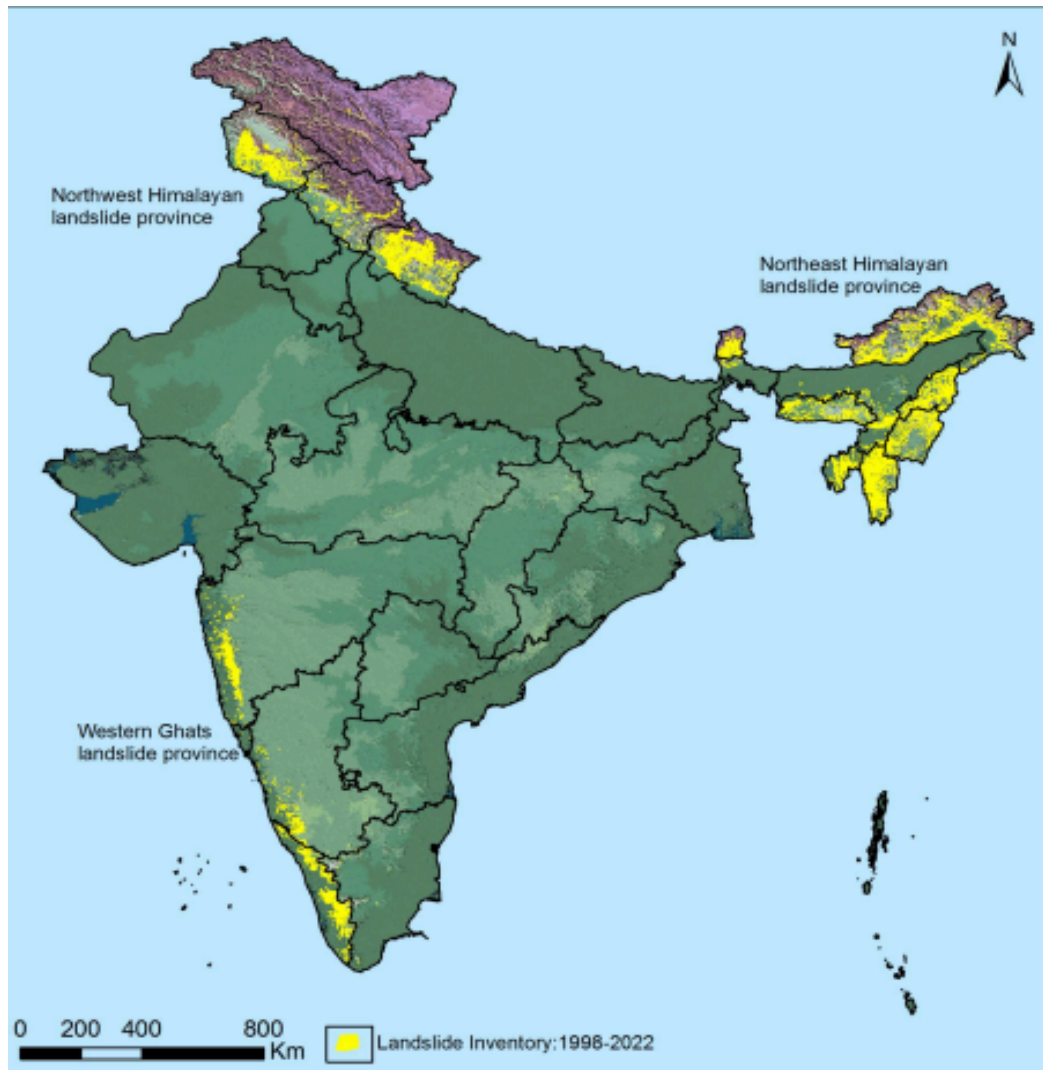 N
Northwest Himalayan
landslide province
Northeast Himalayan
landslide province
Western Ghats
landslide province
0 200 400 800
Km
Landslide Inventory:1998-2022